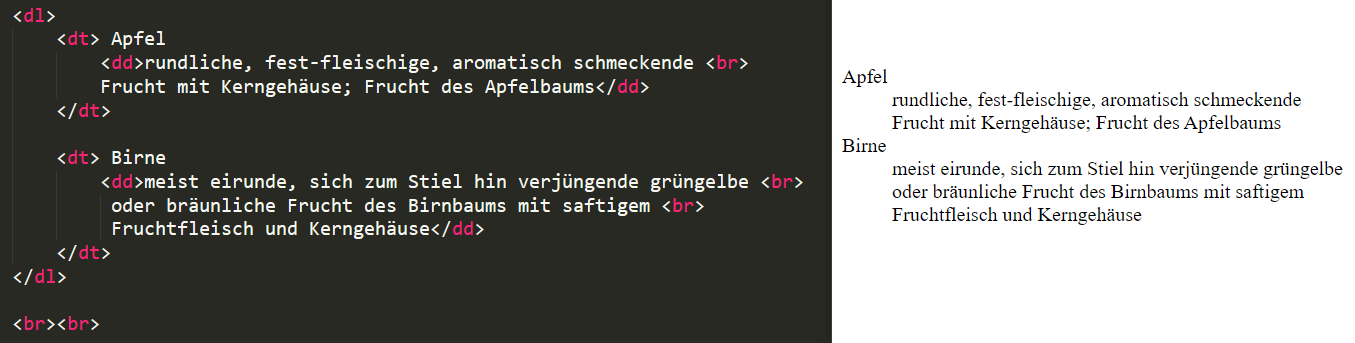 <dl>
<dt> Apfel
<dd>rundliche, fest-fleischige, aromatisch schmeckende <br>
Frucht mit Kerngehäuse; Frucht des Apfelbaums</dd>
</dt>
<dt> Birne
<dd>meist eirunde, sich zum Stiel hin verjüngende grüngelbe <br>
oder bräunliche Frucht des Birnbaums mit saftigem <br>
Fruchtfleisch und Kerngehäuse</dd>
</dt>
</dl>
<br><br>
Apfel
rundliche, fest-fleischige, aromatisch schmeckende
Frucht mit Kerngehäuse; Frucht des Apfelbaums
Birne
meist eirunde, sich zum Stiel hin verjüngende grüngelbe
oder bräunliche Frucht des Birnbaums mit saftigem
Fruchtfleisch und Kerngehäuse